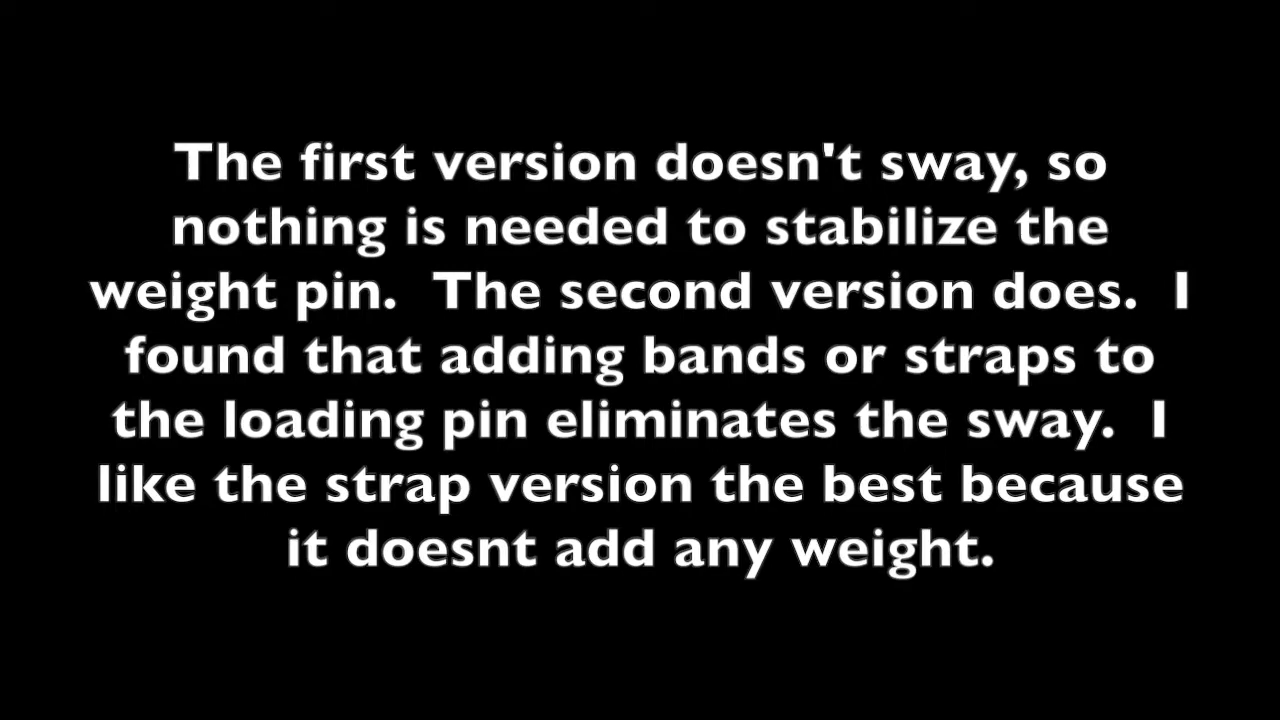 The first version doesn't sway, so
nothing is needed to stabilize the
weight pin.  The second version does.  I
found that adding bands or straps to
the loading pin eliminates the sway.  I
like the strap version the best because
it doesnt add any weight.